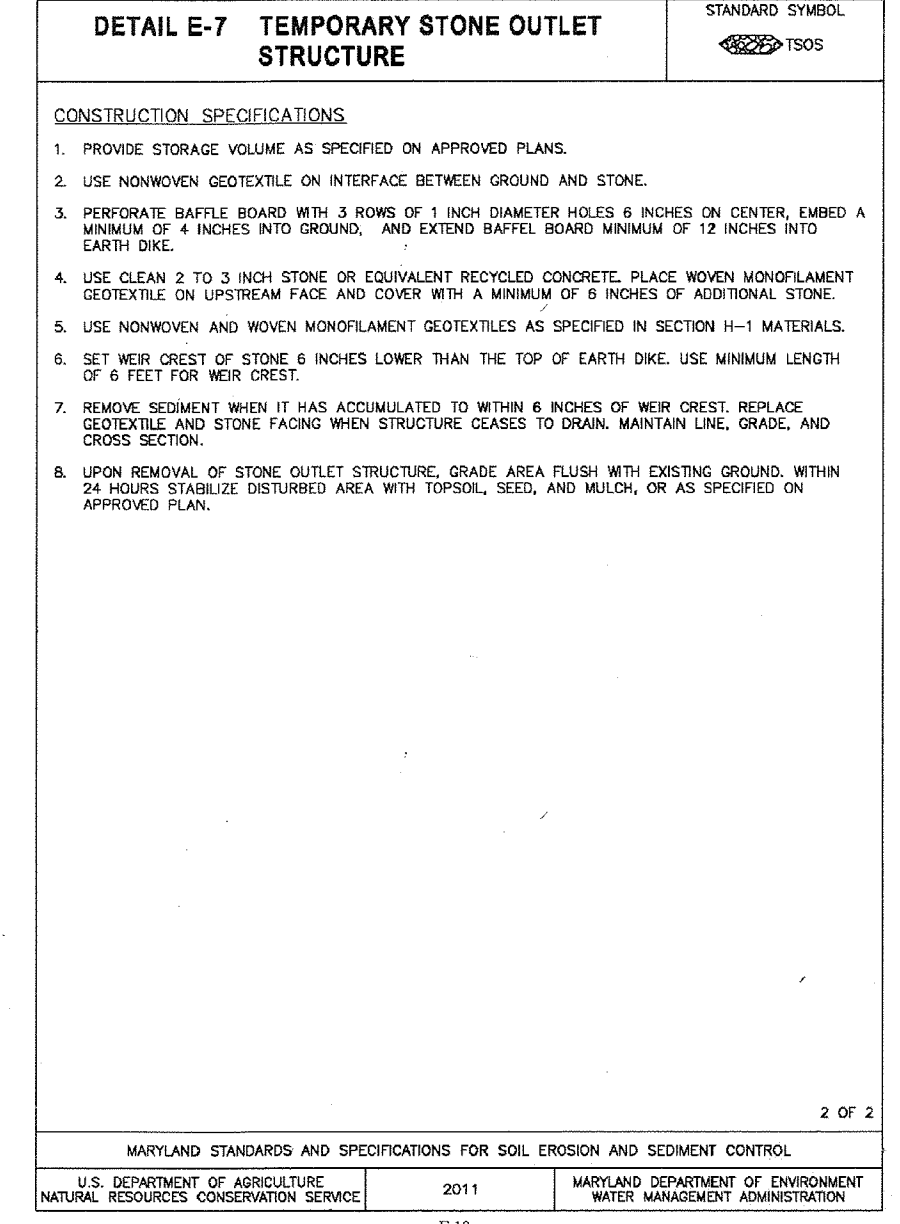 DETAIL E-7 TEMPORARY STONE OUTLET
STRUCTURE
STANDARD SYMBOL
TSOS
CONSTRUCTION SPECIFICATIONS
1. PROVIDE STORAGE VOLUME AS SPECIFIED ON APPROVED PLANS.
2. USE NONWOVEN GEOTEXTILE ON INTERFACE BETWEEN GROUND AND STONE.
3. PERFORATE BAFFLE BOARD WITH 3 ROWS OF 1 INCH DIAMETER HOLES 6 INCHES ON CENTER, EMBED A
MINIMUM OF 4 INCHES INTO GROUND, AND EXTEND BAFFEL BOARD MINIMUM OF 12 INCHES INTO
EARTH DIKE.
4. USE CLEAN 2 TO 3 INCH STONE OR EQUIVALENT RECYCLED CONCRETE. PLACE WOVEN MONOFILAMENT
GEOTEXTILE ON UPSTREAM FACE AND COVER WITH A MINIMUM OF 6 INCHES OF ADDITIONAL STONE.
5. USE NONWOVEN AND WOVEN MONOFILAMENT GEOTEXTILES AS SPECIFIED IN SECTION H-1 MATERIALS.
6. SET WEIR CREST OF STONE 6 INCHES LOWER THAN THE TOP OF EARTH DIKE. USE MINIMUM LENGTH
OF 6 FEET FOR WEIR CREST.
7. REMOVE SEDIMENT WHEN IT HAS ACCUMULATED TO WITHIN 6 INCHES OF WEIR CREST. REPLACE
GEOTEXTILE AND STONE FACING WHEN STRUCTURE CEASES TO DRAIN. MAINTAIN LINE, GRADE, AND
CROSS SECTION.
8. UPON REMOVAL OF STONE OUTLET STRUCTURE, GRADE AREA FLUSH WITH EXISTING GROUND. WITHIN
24 HOURS STABILIZE DISTURBED AREA WITH TOPSOIL, SEED, AND MULCH, OR AS SPECIFIED ON
APPROVED PLAN.
2 OF 2
MARYLAND STANDARDS AND SPECIFICATIONS FOR SOIL EROSION AND SEDIMENT CONTROL
U.S. DEPARTMENT OF AGRICULTURE
NATURAL RESOURCES CONSERVATION SERVICE
2011
MARYLAND DEPARTMENT OF ENVIRONMENT
WATER MANAGEMENT ADMINISTRATION